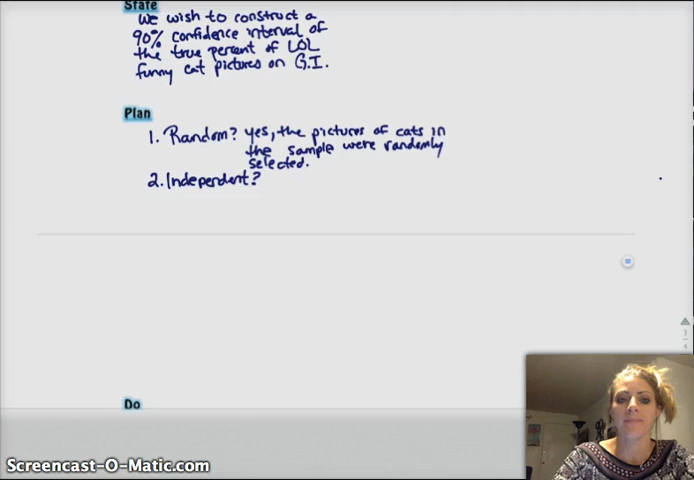 State
We wish to construct a
90% confidence interval of
the true percent of LOL
funny cat pictures on G.I.
Plan
1. Random? yes, the pictures of cats in
the sample were randomly
selected.
2. Independent?
3
4
Do
Screencast-O-Matic.com